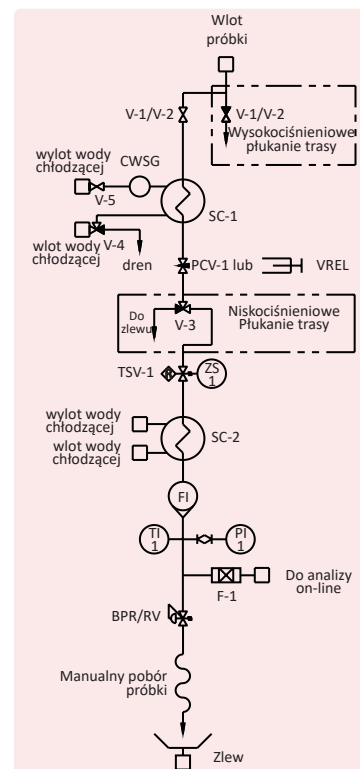 Wlot
próbki
V-1/V-2
V-1/V-2
Wysokociśnieniowe
płukanie trasy
wylot wody
chłodzącej
CWSG
V-5
SC-1
wlot wody
chłodzącej
V-4
dren
PCV-1 lub
VREL
Do
zlewu
V-3
Niskociśnieniowe
Płukanie trasy
TSV-1
R
ZS
1
wylot wody
chłodzącej
wlot wody
chłodzącej
SC-2
FI
TI
1
PI
1
F-1
Do analizy
on-line
BPR/RV
Manualny pobór
próbki
Zlew